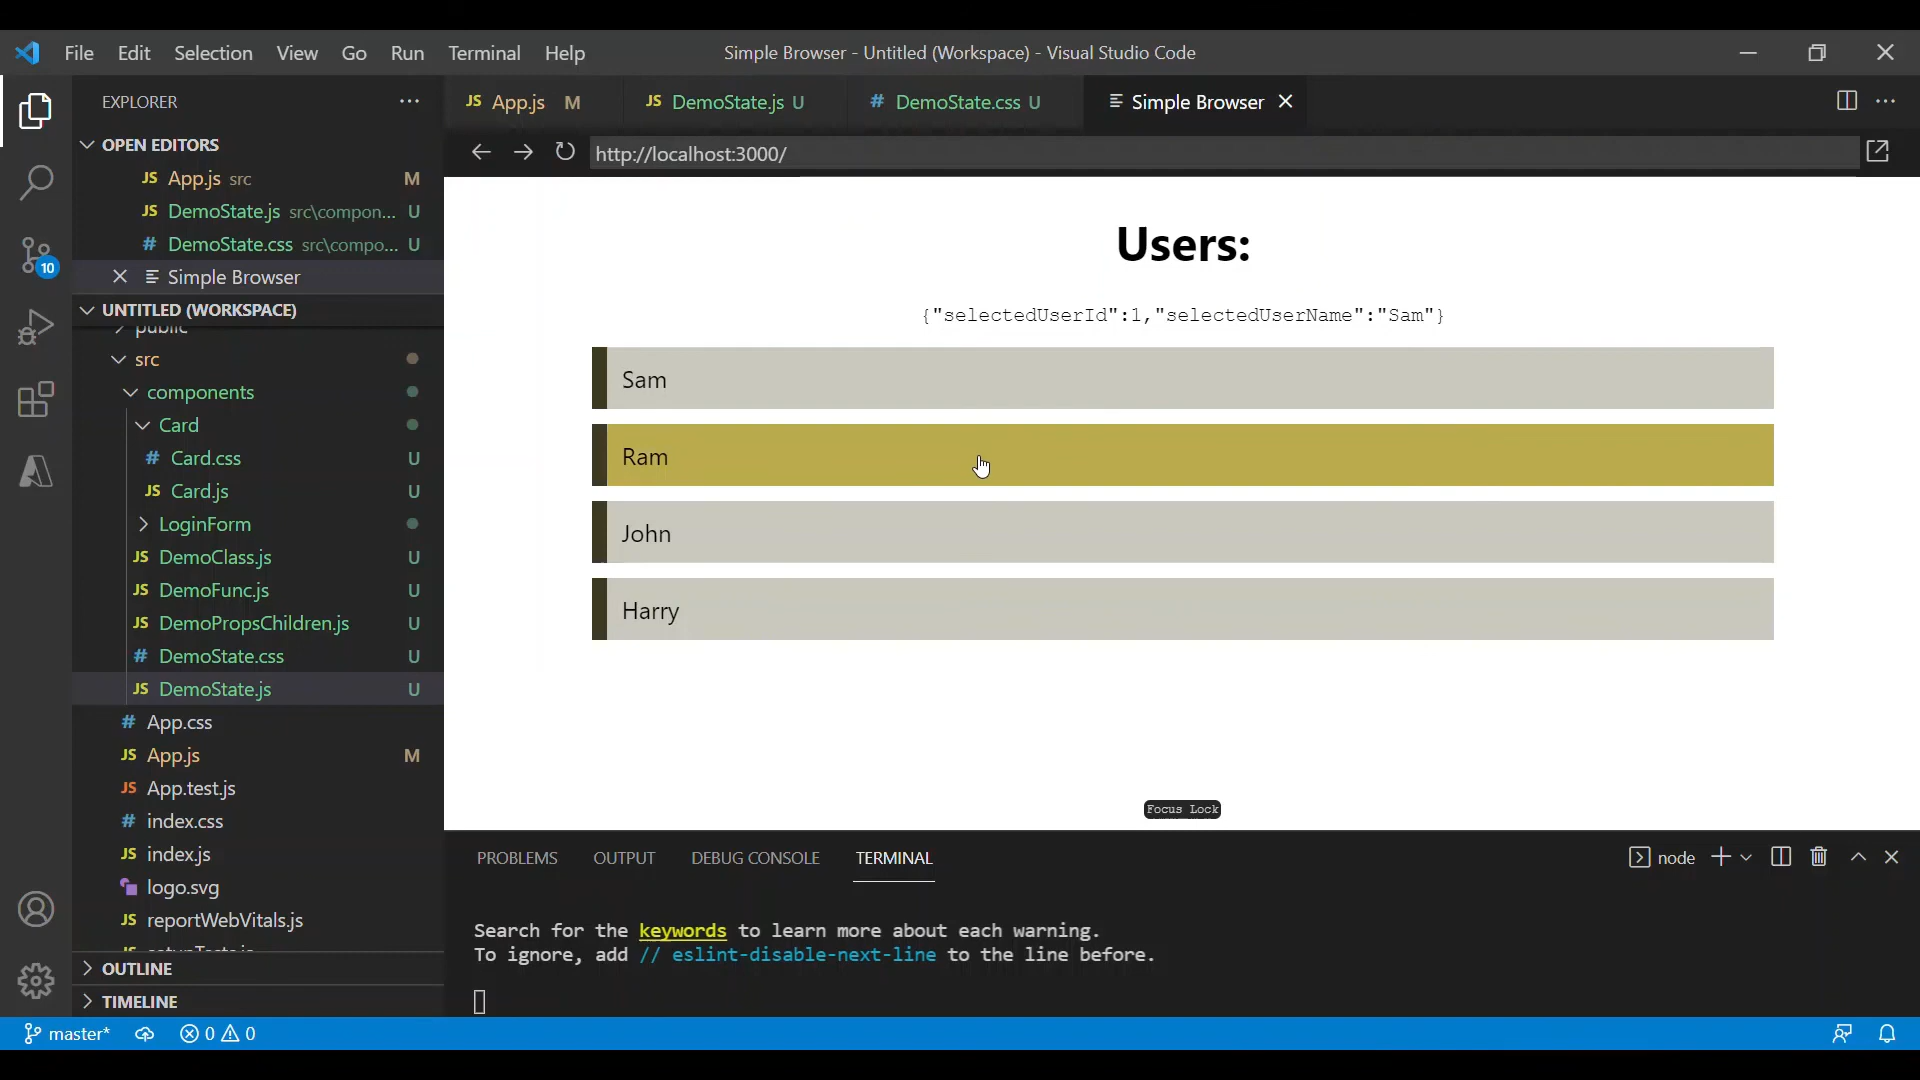 File Edit Selection View Go Run Terminal Help Simple Browser - Untitled (Workspace) - Visual Studio Code
EXPLORER
OPEN EDITORS
JS App.js src M
JS DemoState.js src\compon... U
# DemoState.css src\compo... U
Simple Browser
UNTITLED (WORKSPACE)
public
src
components
Card
# Card.css U
JS Card.js U
LoginForm
JS DemoClass.js U
JS DemoFunc.js U
JS DemoPropsChildren.js U
# DemoState.css U
JS DemoState.js U
# App.css
JS App.js M
JS App.test.js
# index.css
JS index.js
logo.svg
JS reportWebVitals.js
JS setupTests.js
OUTLINE
TIMELINE
10
JS App.js M JS DemoState.js U # DemoState.css U Simple Browser
http://localhost:3000/
Users:
{"selectedUserId":1,"selectedUserName":"Sam"}
Sam
Ram
John
Harry
Focus Lock
PROBLEMS OUTPUT DEBUG CONSOLE TERMINAL node
Search for the keywords to learn more about each warning.
To ignore, add // eslint-disable-next-line to the line before.
master* 0 0